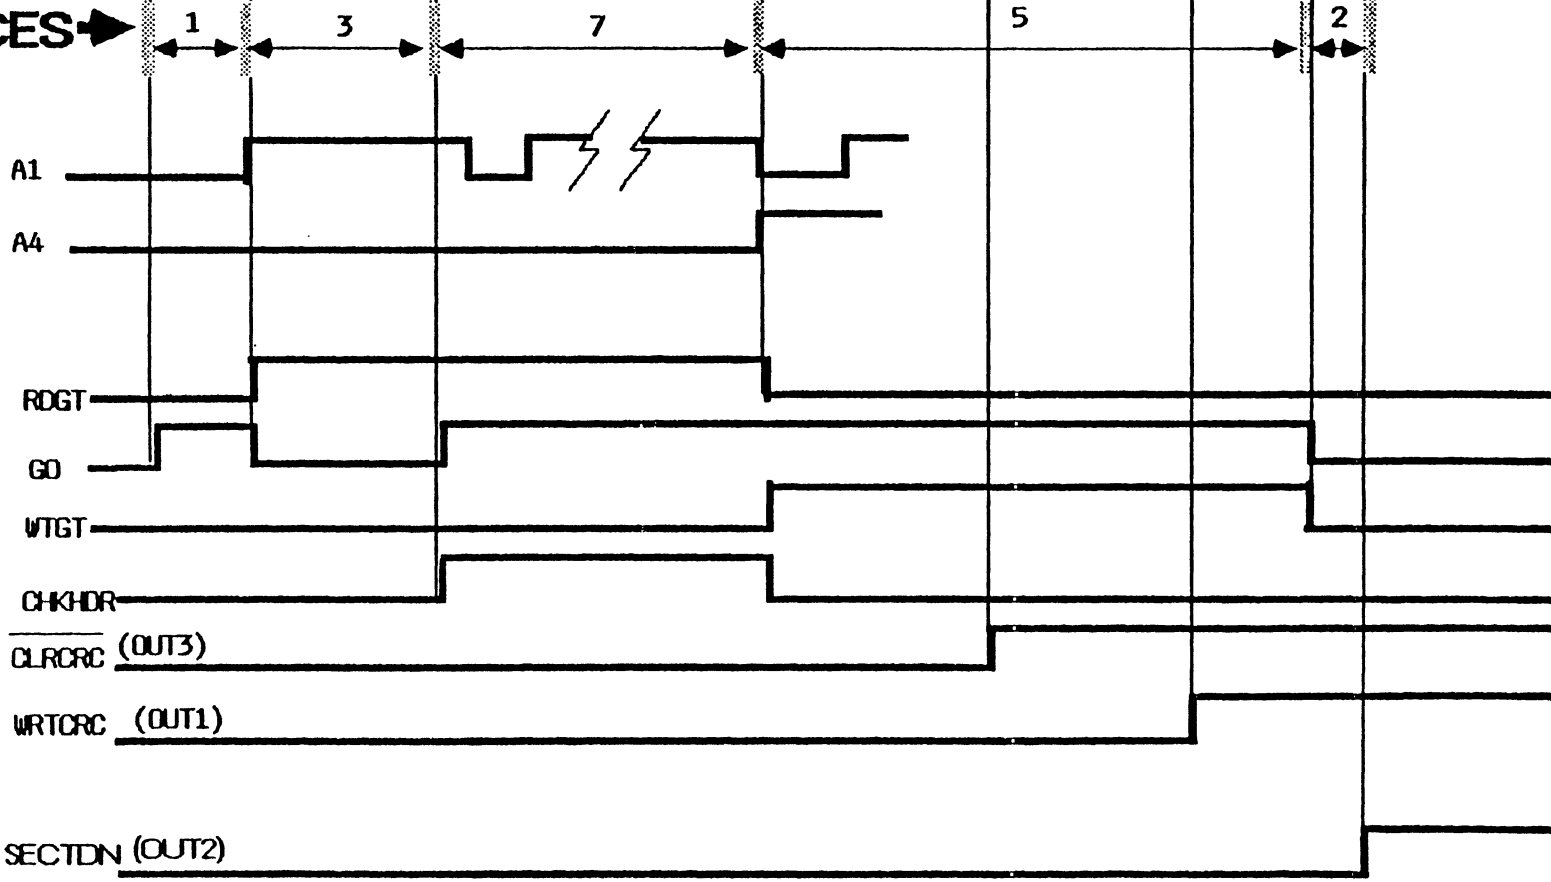 CES
1 3 7 5 2
A1
A4
RDGT
GO
WTGT
CHKHDR
CLRCRC (OUT3)
WRTCRC (OUT1)
SECTDN (OUT2)